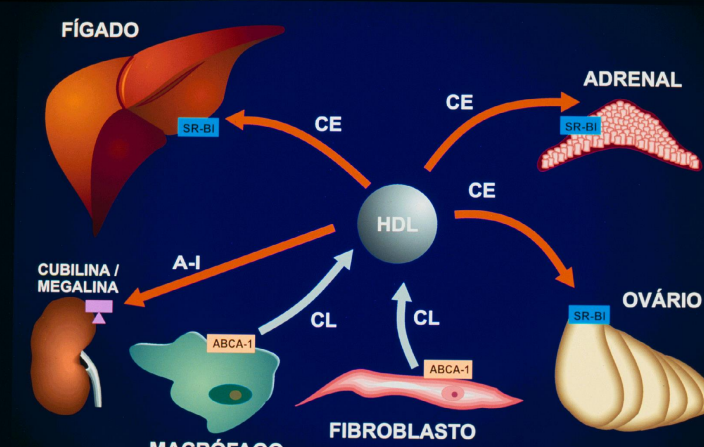 FÍGADO
ADRENAL
CE
CE
SR-BI
SR-BI
CE
HDL
A-I
CUBILINA /
MEGALINA
OVÁRIO
SR-BI
CL
CL
ABCA-1
ABCA-1
FIBROBLASTO
MACRÓFAGO